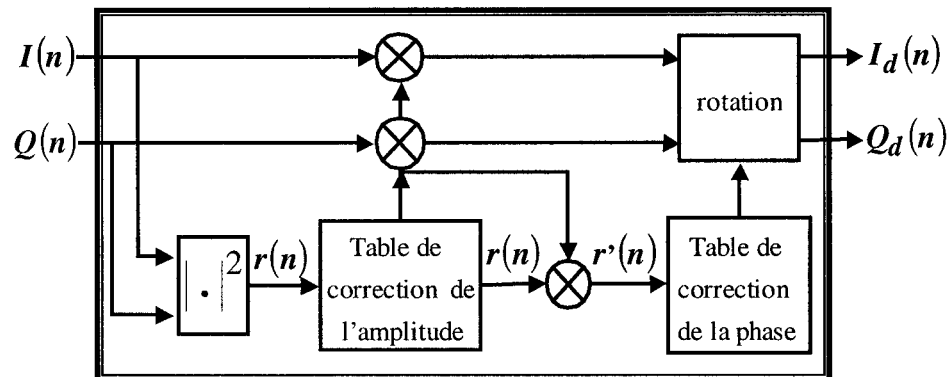 I(n)
I_d(n)
rotation
Q(n)
Q_d(n)
| . |²
r(n)
Table de
correction de
l'amplitude
r(n)
r'(n)
Table de
correction
de la phase